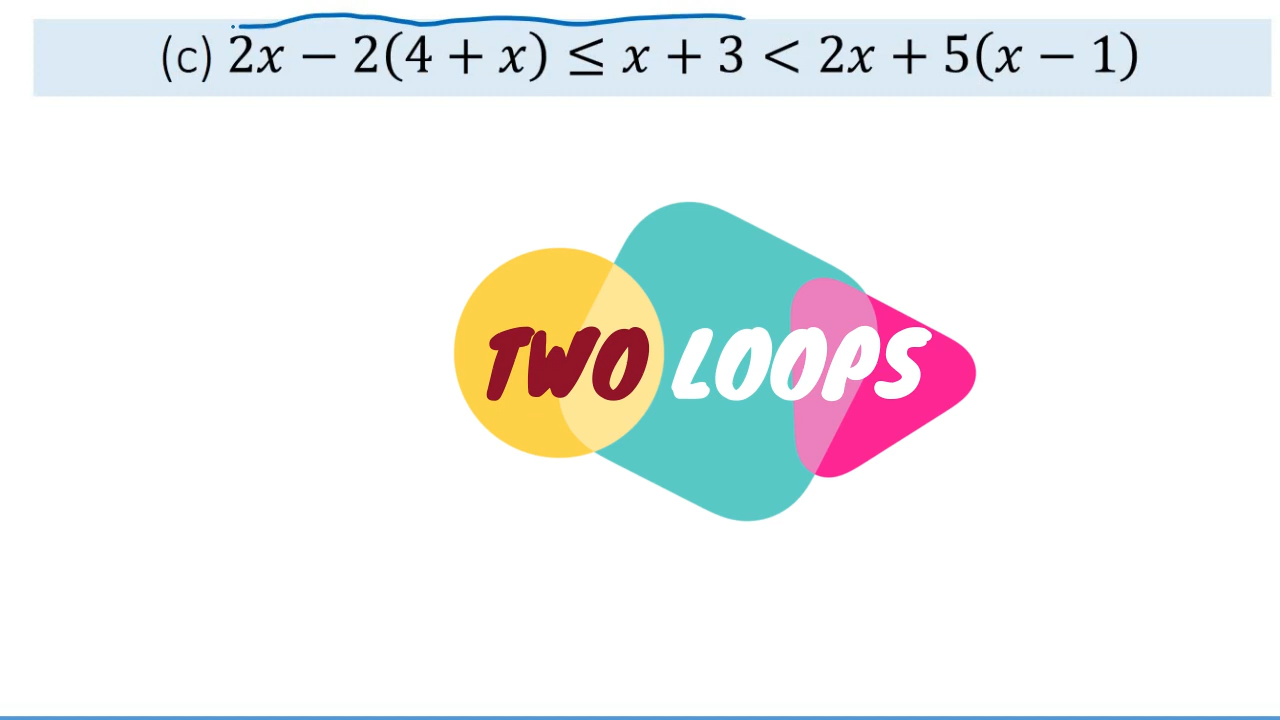 (c) 2x − 2(4 + x) ≤ x + 3 < 2x + 5(x − 1)
TWO LOOPS